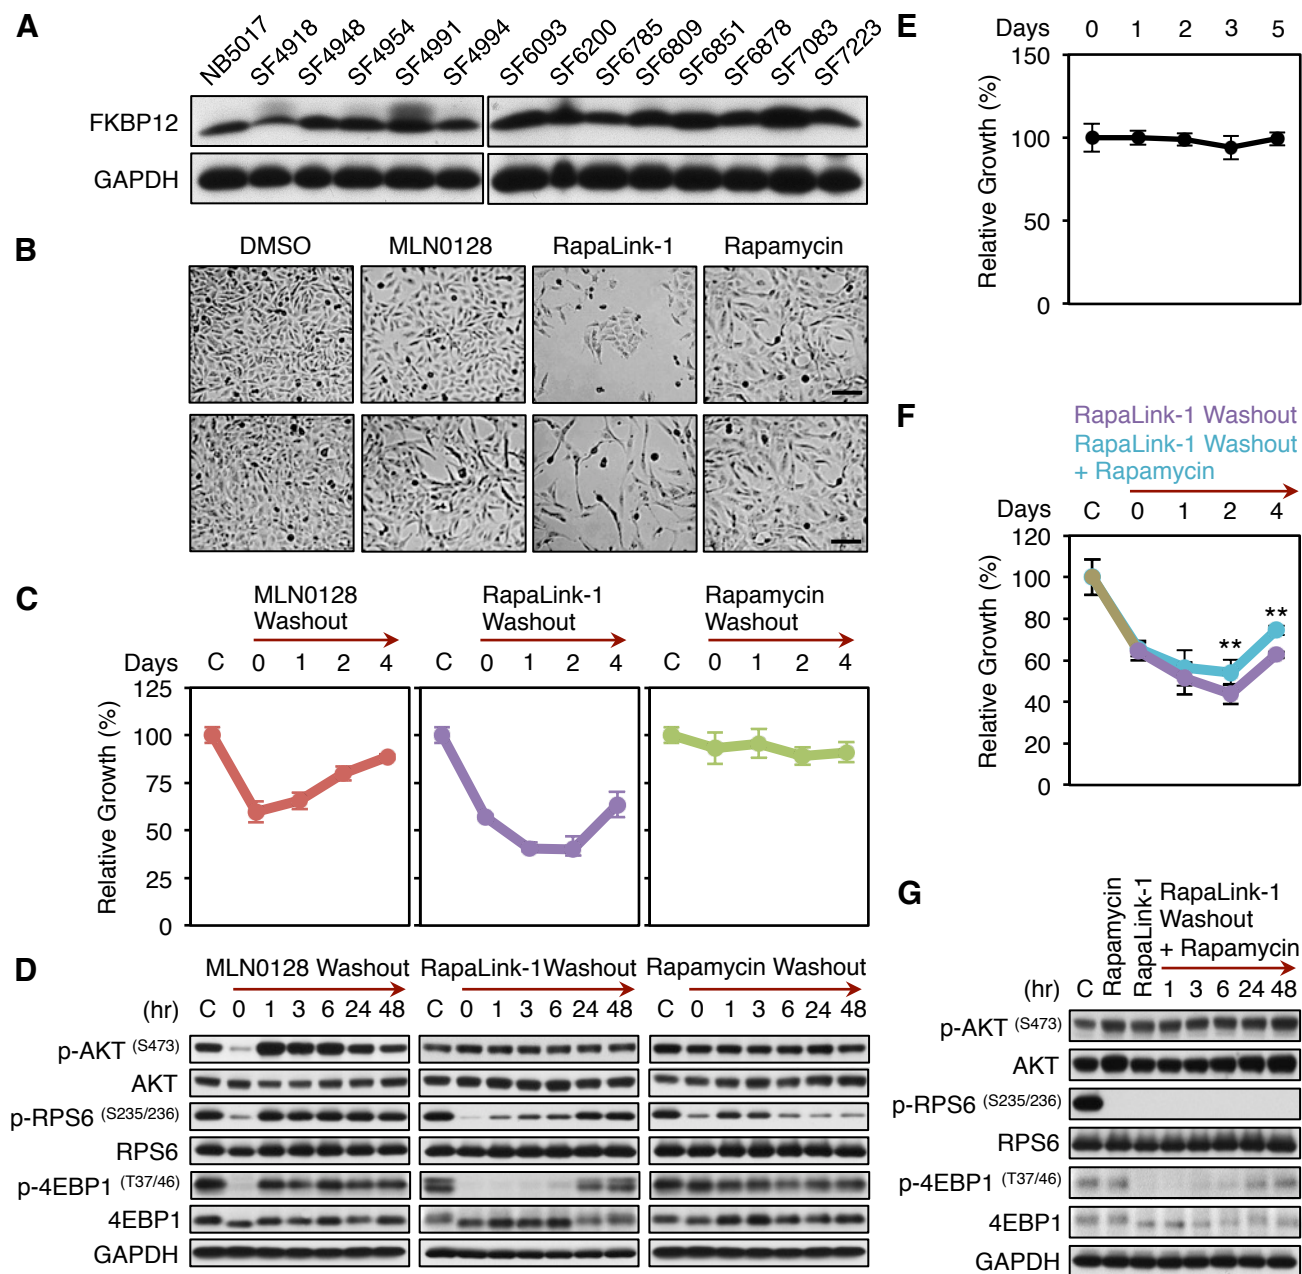 A
NB5017 SF4918 SF4948 SF4954 SF4991 SF4994 SF6093 SF6200 SF6785 SF6809 SF6851 SF6878 SF7083 SF7223
FKBP12
GAPDH
B
DMSO MLN0128 RapaLink-1 Rapamycin
C
MLN0128
Washout
RapaLink-1
Washout
Rapamycin
Washout
Days C 0 1 2 4 C 0 1 2 4 C 0 1 2 4
Relative Growth (%)
125
100
75
50
25
0
D
MLN0128 Washout RapaLink-1Washout Rapamycin Washout
(hr) C 0 1 3 6 24 48 C 0 1 3 6 24 48 C 0 1 3 6 24 48
p-AKT (S473)
AKT
p-RPS6 (S235/236)
RPS6
p-4EBP1 (T37/46)
4EBP1
GAPDH
E
Days 0 1 2 3 5
Relative Growth (%)
150
100
50
0
F
RapaLink-1 Washout
RapaLink-1 Washout
+ Rapamycin
Days C 0 1 2 4
Relative Growth (%)
120
100
80
60
40
20
0
** **
G
Rapamycin
RapaLink-1
RapaLink-1
Washout
+ Rapamycin
(hr) C 1 3 6 24 48
p-AKT (S473)
AKT
p-RPS6 (S235/236)
RPS6
p-4EBP1 (T37/46)
4EBP1
GAPDH